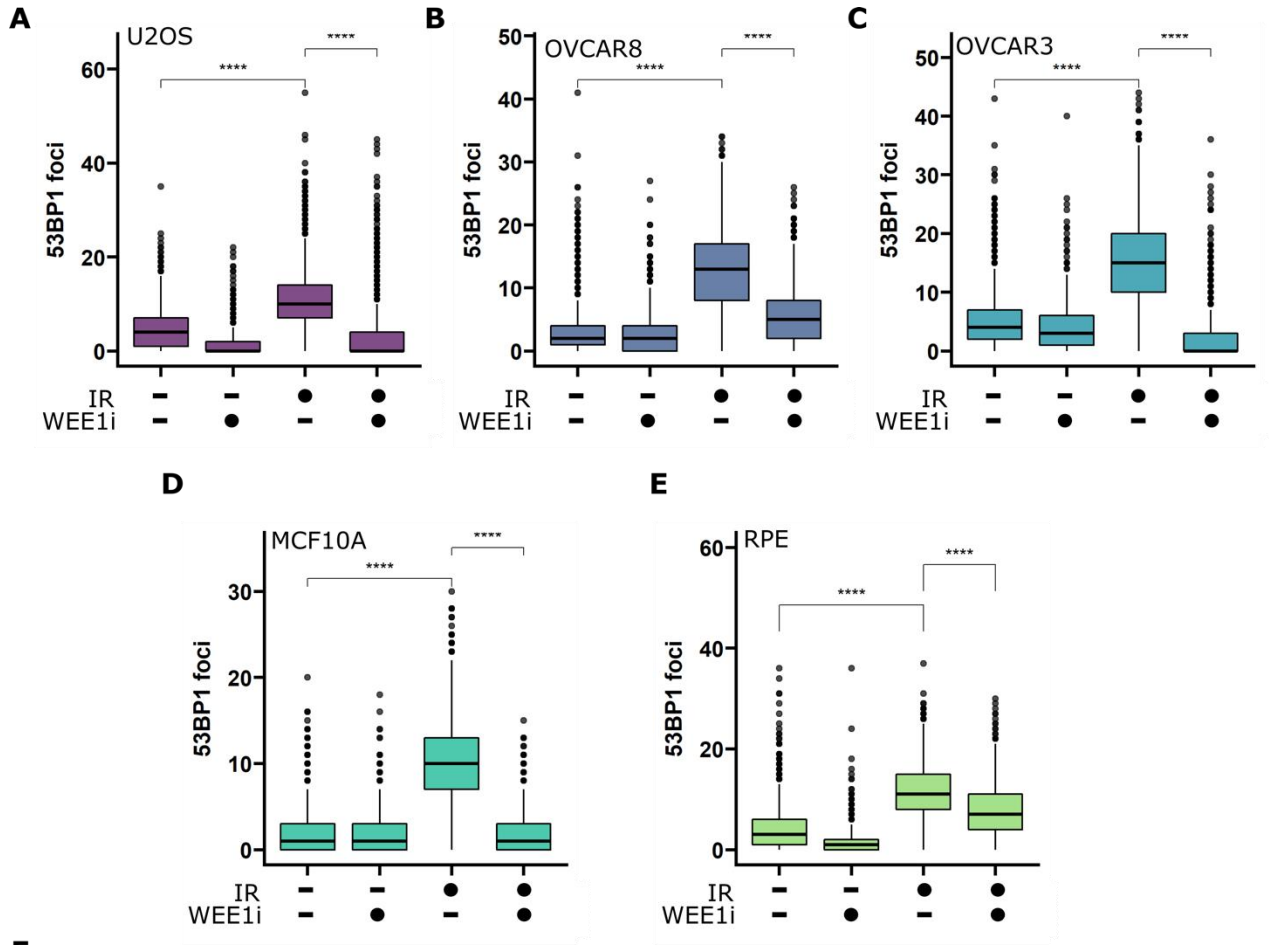 A
U2OS
****
****
60
40
20
0
53BP1 foci
IR
WEE1i
B
OVCAR8
****
****
50
40
30
20
10
0
53BP1 foci
IR
WEE1i
C
OVCAR3
****
****
50
40
30
20
10
0
53BP1 foci
IR
WEE1i
D
MCF10A
****
****
30
20
10
0
53BP1 foci
IR
WEE1i
E
RPE
****
****
60
40
20
0
53BP1 foci
IR
WEE1i